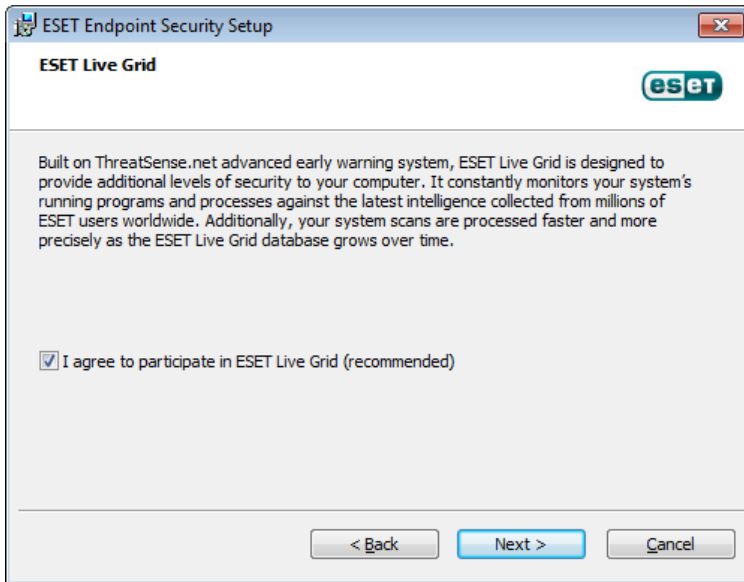 ESET Endpoint Security Setup
ESET Live Grid
eseT
Built on ThreatSense.net advanced early warning system, ESET Live Grid is designed to
provide additional levels of security to your computer. It constantly monitors your system's
running programs and processes against the latest intelligence collected from millions of
ESET users worldwide. Additionally, your system scans are processed faster and more
precisely as the ESET Live Grid database grows over time.
I agree to participate in ESET Live Grid (recommended)
< Back Next > Cancel